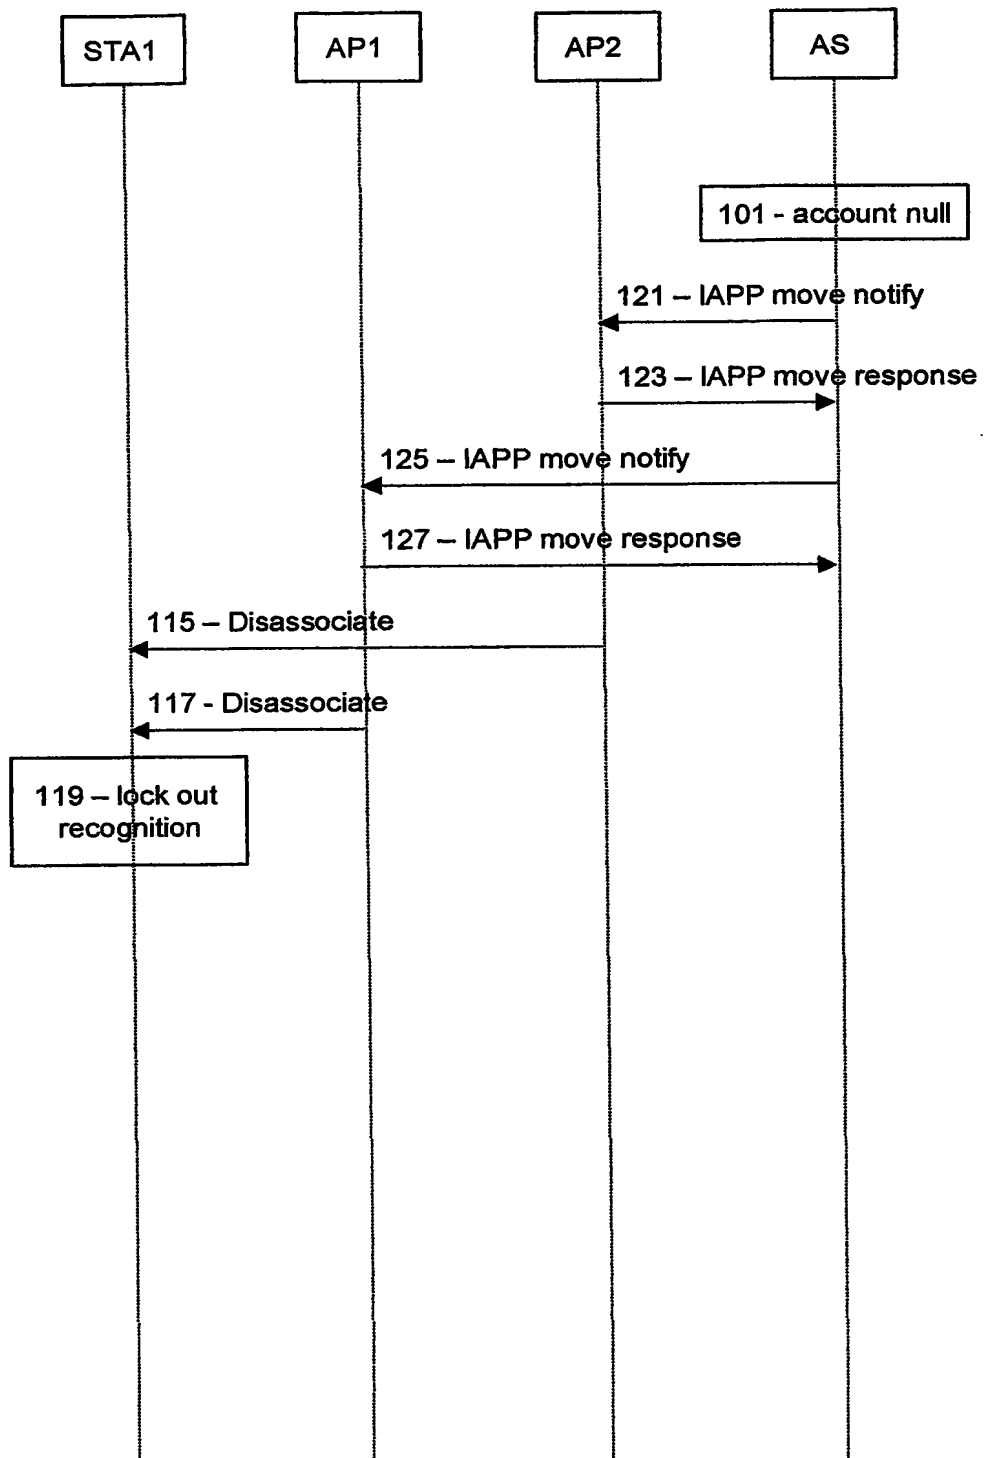 STA1
AP1
AP2
AS
101 - account null
121 – IAPP move notify
123 – IAPP move response
125 – IAPP move notify
127 – IAPP move response
115 – Disassociate
117 - Disassociate
119 – lock out
recognition